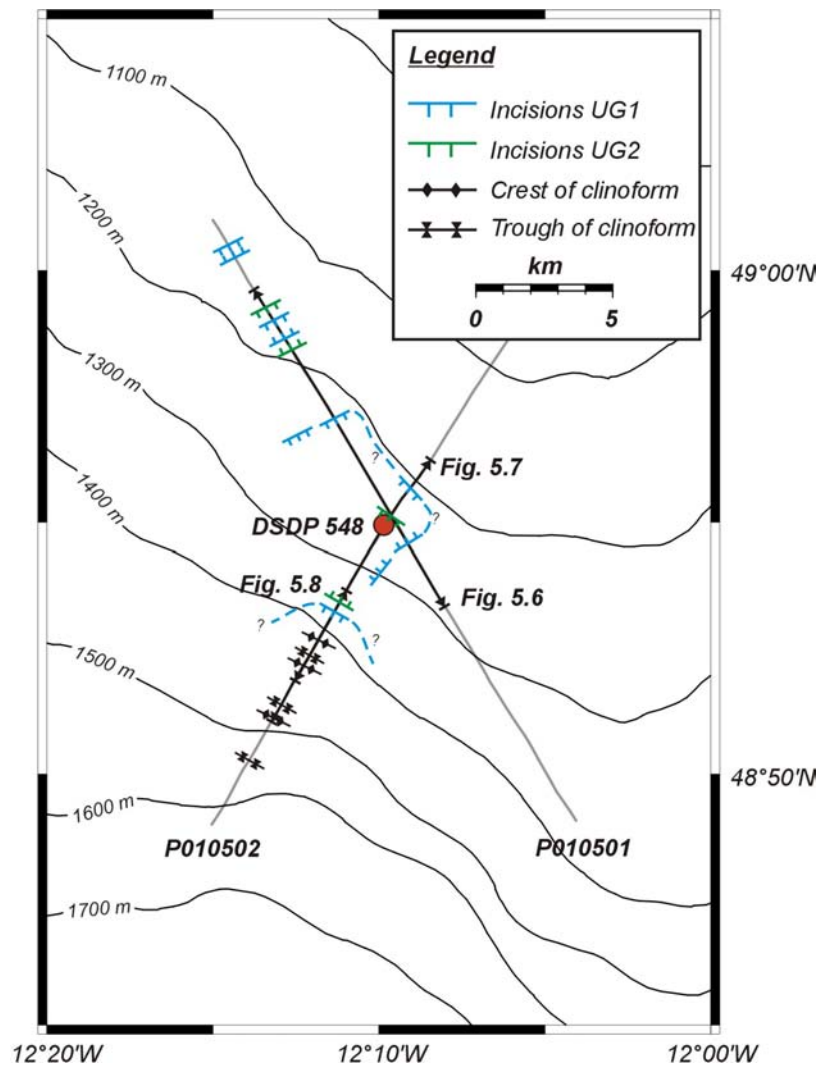 Legend
Incisions UG1
Incisions UG2
Crest of clinoform
Trough of clinoform
km
0 5
1100 m
1200 m
49°00'N
1300 m
?
Fig. 5.7
1400 m
?
DSDP 548
Fig. 5.8
Fig. 5.6
?
?
1500 m
48°50'N
1600 m
P010502
P010501
1700 m
12°20'W
12°10'W
12°00'W